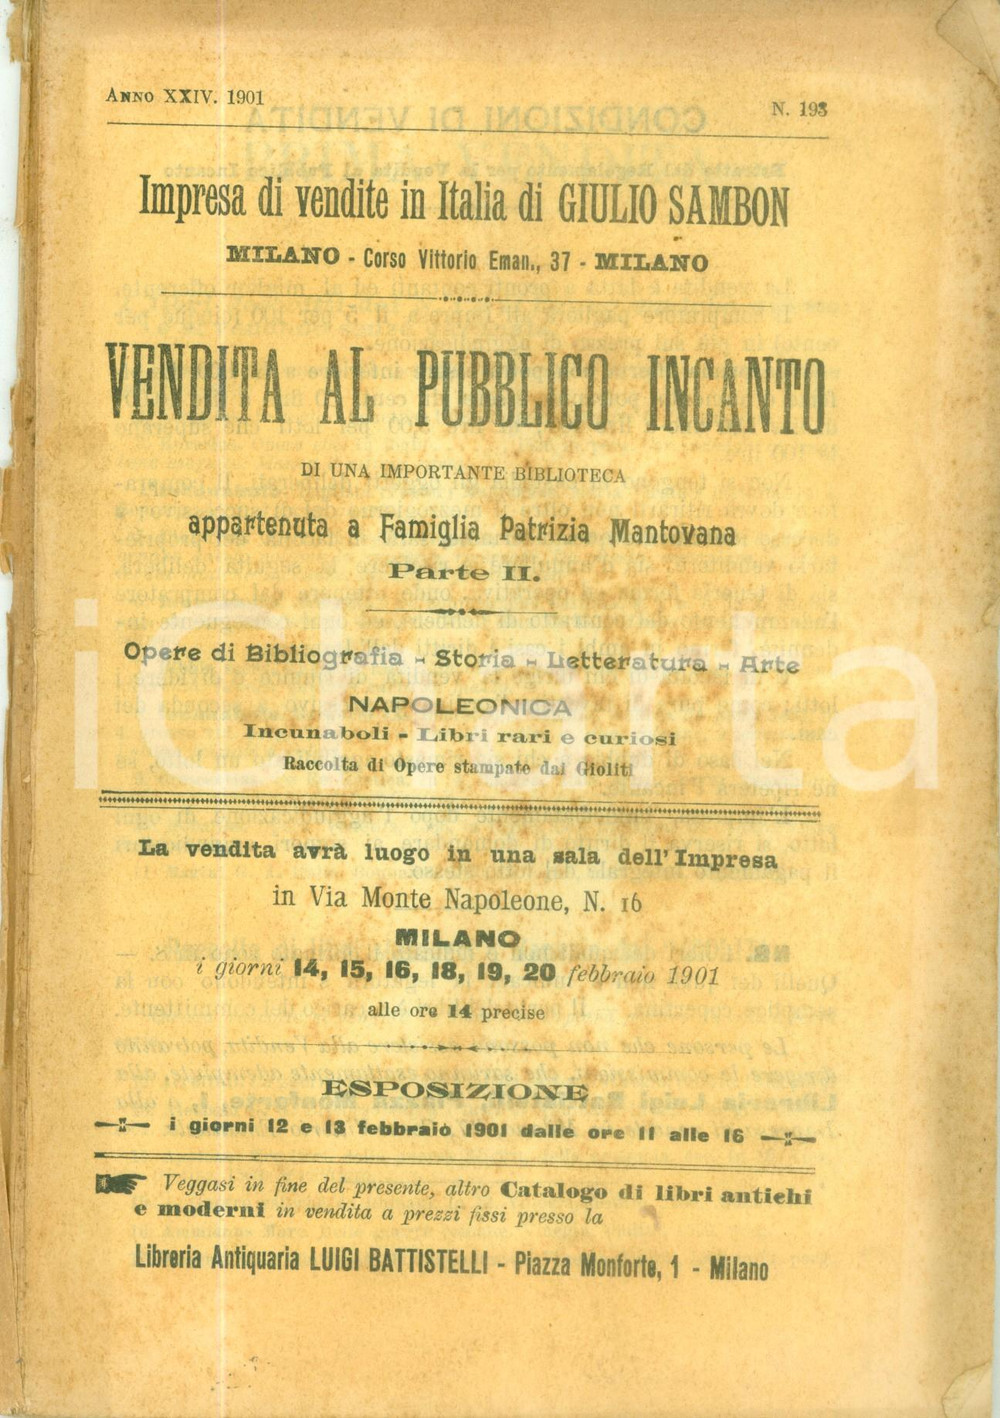 Anno XXIV. 1901
N. 193
Impresa di vendite in Italia di GIULIO SAMBON
MILANO - Corso Vittorio Eman., 37 - MILANO
VENDITA AL PUBBLICO INCANTO
DI UNA IMPORTANTE BIBLIOTECA
appartenuta a Famiglia Patrizia Mantovana
Parte II.
Opere di Bibliografia - Storia - Letteratura - Arte
NAPOLEONICA
Incunaboli - Libri rari e curiosi
Raccolta di Opere stampate dai Gioliti
La vendita avrà luogo in una sala dell'Impresa
in Via Monte Napoleone, N. 16
MILANO
i giorni 14, 15, 16, 18, 19, 20 febbraio 1901
alle ore 14 precise
ESPOSIZIONE
i giorni 12 e 13 febbraio 1901 dalle ore 11 alle 16
Veggasi in fine del presente, altro Catalogo di libri antichi
e moderni in vendita a prezzi fissi presso la
Libreria Antiquaria LUIGI BATTISTELLI - Piazza Monforte, 1 - Milano
iCharta